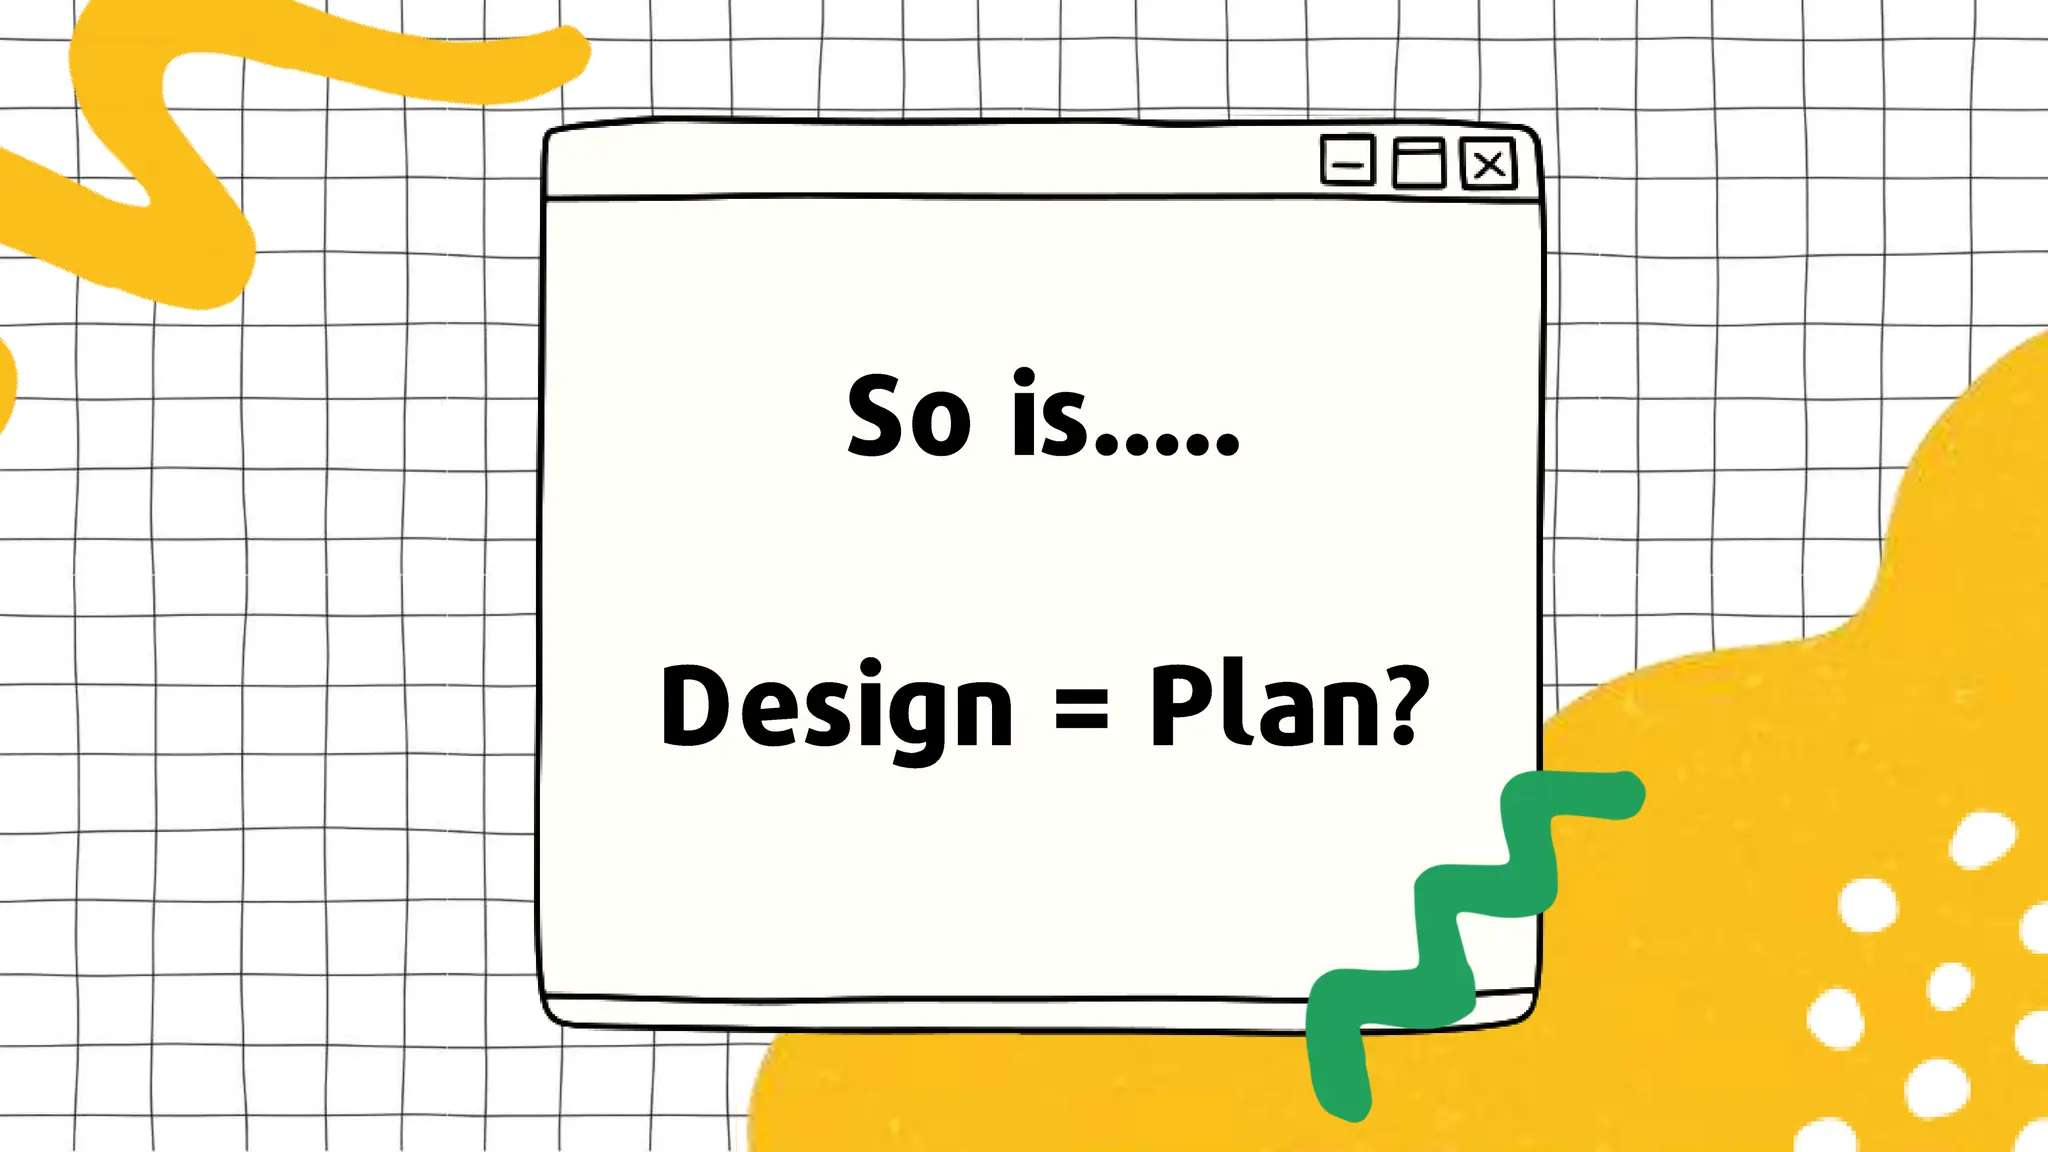 So is.....
Design = Plan?